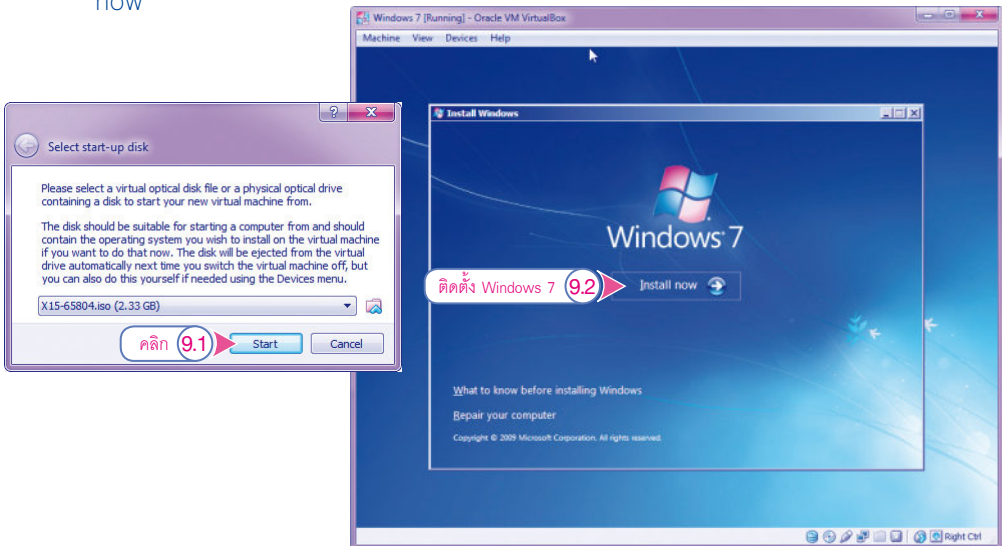 now
Windows 7 [Running] - Oracle VM VirtualBox
Machine View Devices Help
Select start-up disk
Please select a virtual optical disk file or a physical optical drive
containing a disk to start your new virtual machine from.
The disk should be suitable for starting a computer from and should
contain the operating system you wish to install on the virtual machine
if you want to do that now. The disk will be ejected from the virtual
drive automatically next time you switch the virtual machine off, but
you can also do this yourself if needed using the Devices menu.
X15-65804.iso (2.33 GB)
คลิก 9.1
Start
Cancel
Install Windows
Windows 7
ติดตั้ง Windows 7 9.2
Install now
What to know before installing Windows
Repair your computer
Copyright © 2009 Microsoft Corporation. All rights reserved.
Right Ctrl